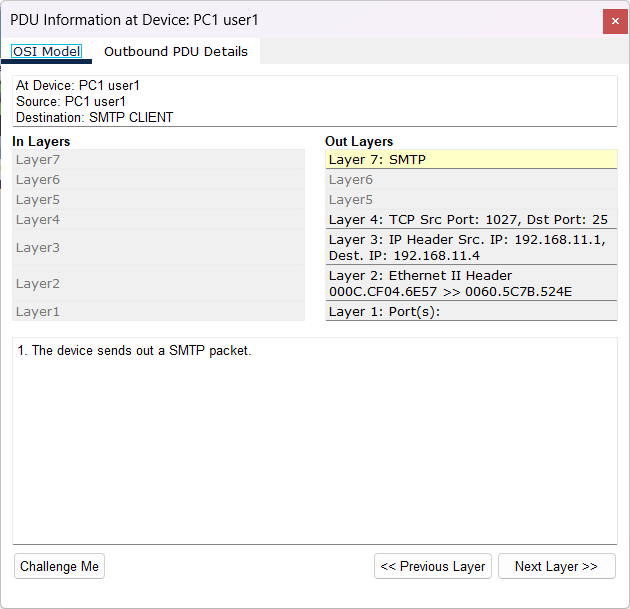 PDU Information at Device: PC1 user1
OSI Model
Outbound PDU Details
At Device: PC1 user1
Source: PC1 user1
Destination: SMTP CLIENT
In Layers
Layer7
Layer6
Layer5
Layer4
Layer3
Layer2
Layer1
Out Layers
Layer 7: SMTP
Layer6
Layer5
Layer 4: TCP Src Port: 1027, Dst Port: 25
Layer 3: IP Header Src. IP: 192.168.11.1,
Dest. IP: 192.168.11.4
Layer 2: Ethernet II Header
000C.CF04.6E57 >> 0060.5C7B.524E
Layer 1: Port(s):
1. The device sends out a SMTP packet.
Challenge Me
<< Previous Layer
Next Layer >>